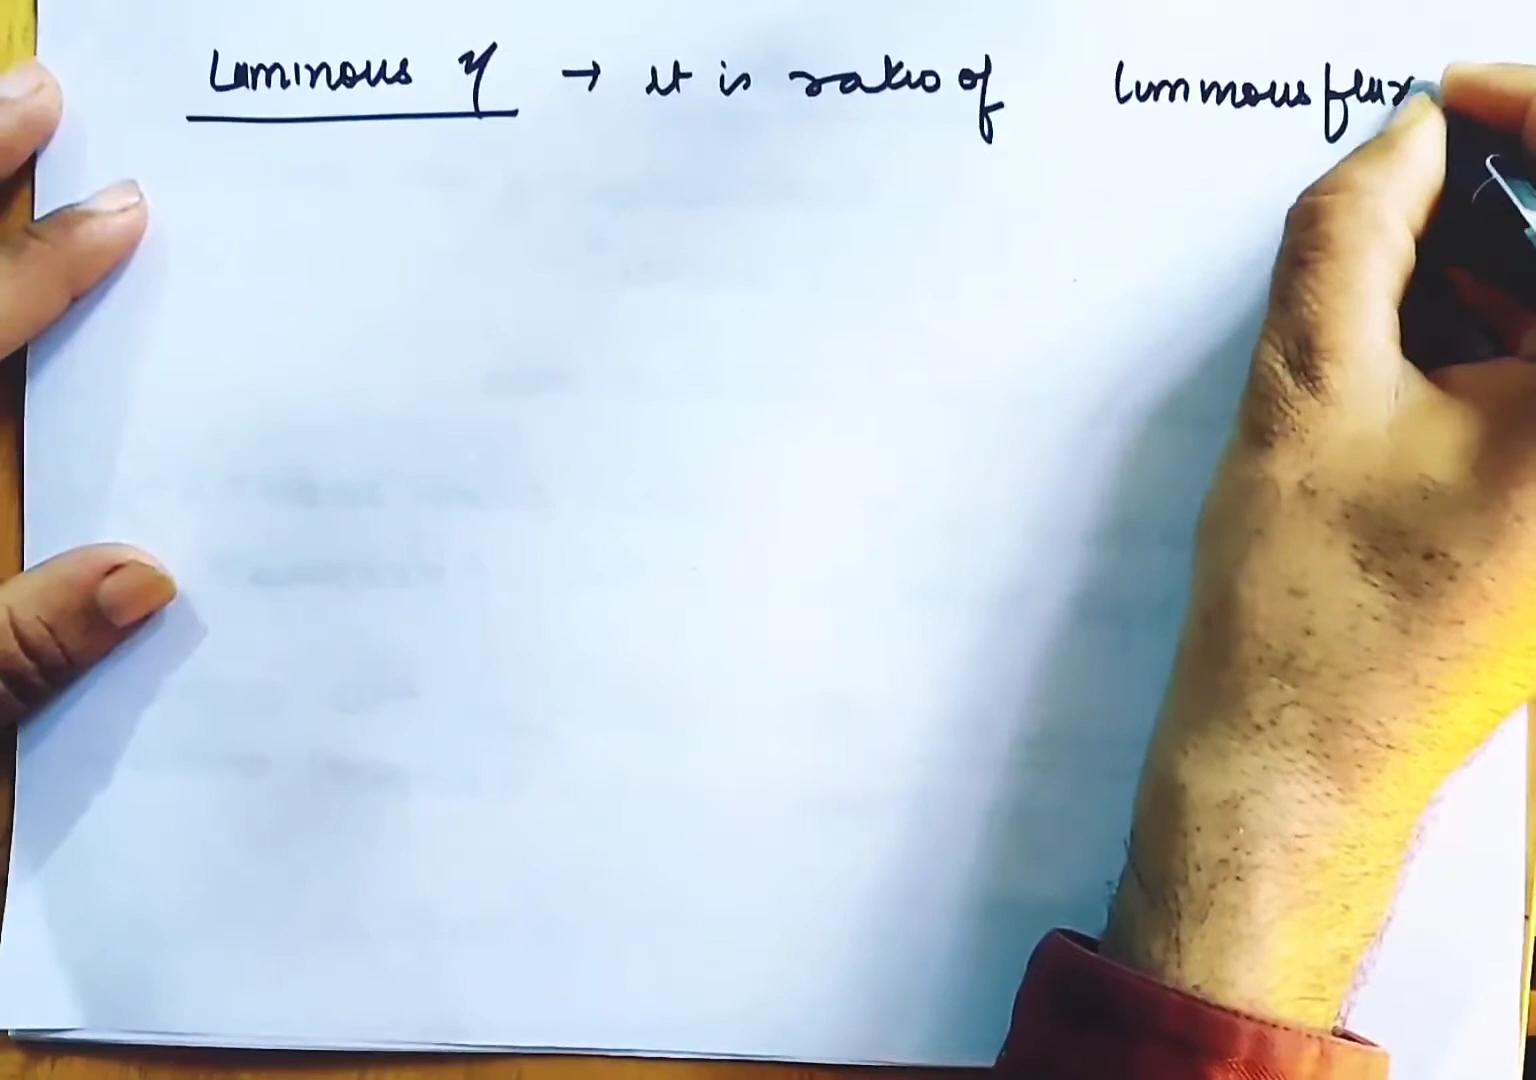 Luminous η → it is ratio of luminous flux